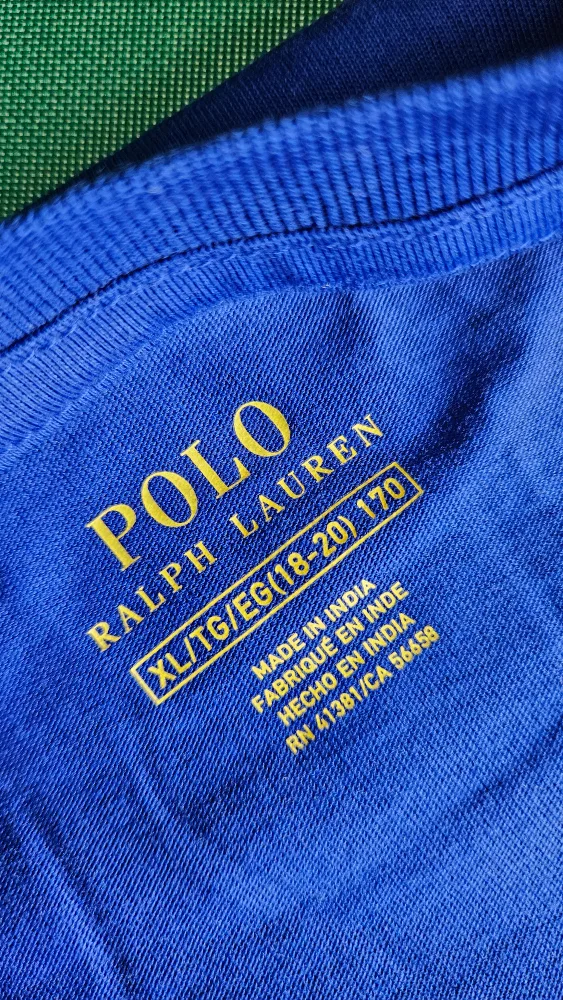 POLO
RALPH LAUREN
XL/TG/EG(18-20) 170
MADE IN INDIA
FABRIQUÉ EN INDE
HECHO EN INDIA
RN 41381/CA 56658